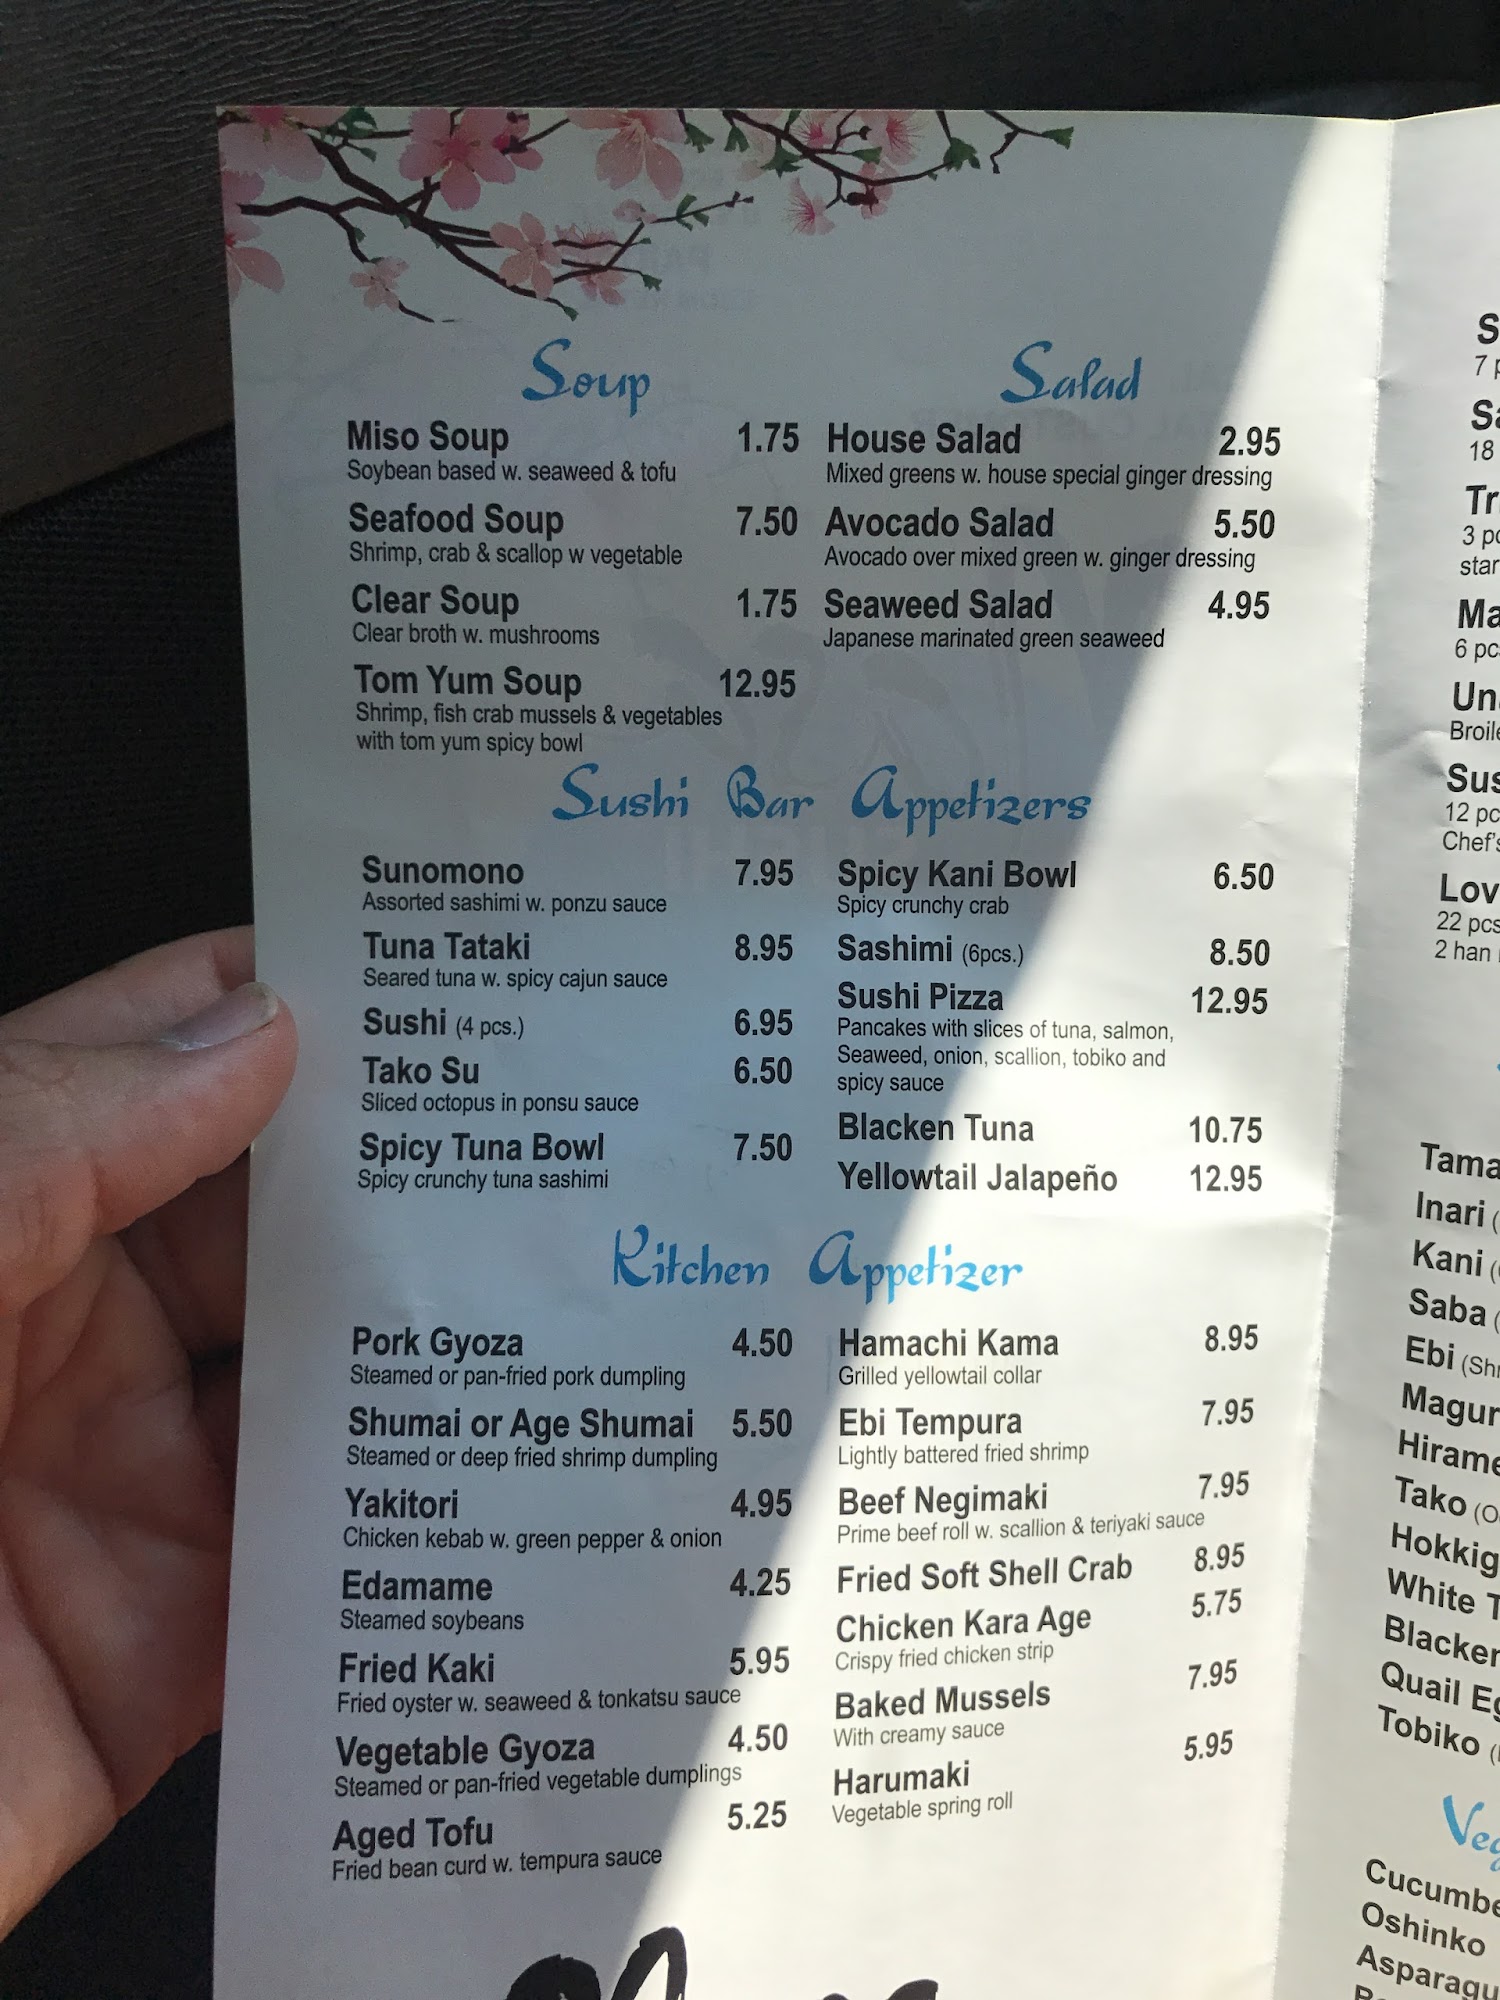 Soup
Miso Soup 1.75
Soybean based w. seaweed & tofu
Seafood Soup 7.50
Shrimp, crab & scallop w vegetable
Clear Soup 1.75
Clear broth w. mushrooms
Tom Yum Soup 12.95
Shrimp, fish crab mussels & vegetables
with tom yum spicy bowl
Salad
House Salad 2.95
Mixed greens w. house special ginger dressing
Avocado Salad 5.50
Avocado over mixed green w. ginger dressing
Seaweed Salad 4.95
Japanese marinated green seaweed
Sushi Bar Appetizers
Sunomono 7.95
Assorted sashimi w. ponzu sauce
Tuna Tataki 8.95
Seared tuna w. spicy cajun sauce
Sushi (4 pcs.) 6.95
Tako Su 6.50
Sliced octopus in ponsu sauce
Spicy Tuna Bowl 7.50
Spicy crunchy tuna sashimi
Spicy Kani Bowl 6.50
Spicy crunchy crab
Sashimi (6pcs.) 8.50
Sushi Pizza 12.95
Pancakes with slices of tuna, salmon,
Seaweed, onion, scallion, tobiko and
spicy sauce
Blacken Tuna 10.75
Yellowtail Jalapeño 12.95
Kitchen Appetizer
Pork Gyoza 4.50
Steamed or pan-fried pork dumpling
Shumai or Age Shumai 5.50
Steamed or deep fried shrimp dumpling
Yakitori 4.95
Chicken kebab w. green pepper & onion
Edamame 4.25
Steamed soybeans
Fried Kaki 5.95
Fried oyster w. seaweed & tonkatsu sauce
Vegetable Gyoza 4.50
Steamed or pan-fried vegetable dumplings
Aged Tofu 5.25
Fried bean curd w. tempura sauce
Hamachi Kama 8.95
Grilled yellowtail collar
Ebi Tempura 7.95
Lightly battered fried shrimp
Beef Negimaki 7.95
Prime beef roll w. scallion & teriyaki sauce
Fried Soft Shell Crab 8.95
Chicken Kara Age 5.75
Crispy fried chicken strip
Baked Mussels 7.95
With creamy sauce
Harumaki 5.95
Vegetable spring roll
7
18
3
6
12
Chef's
22 pcs
2 han
Inari
Kani
Saba
Ebi
Tako
White
Quail
Tobiko
Oshinko